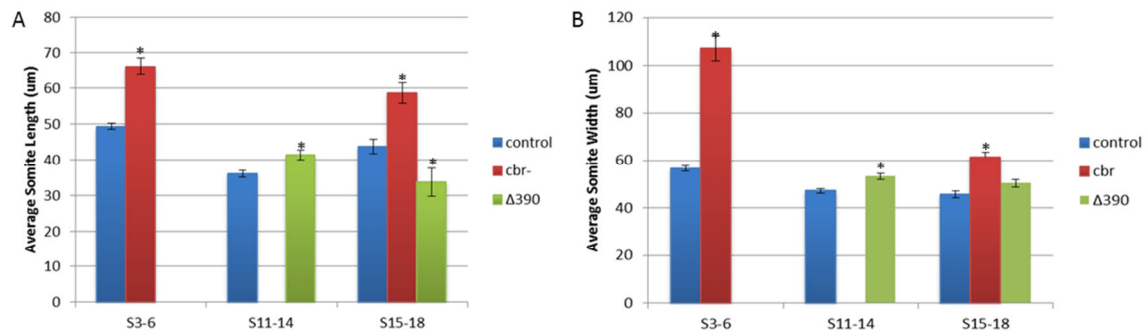 A
Average Somite Length (um)
80
70
60
50
40
30
20
10
0
*
*
*
*
S3-6
S11-14
S15-18
control
cbr-
Δ390
B
Average Somite Width (um)
120
100
80
60
40
20
0
*
*
*
S3-6
S11-14
S15-18
control
cbr
Δ390